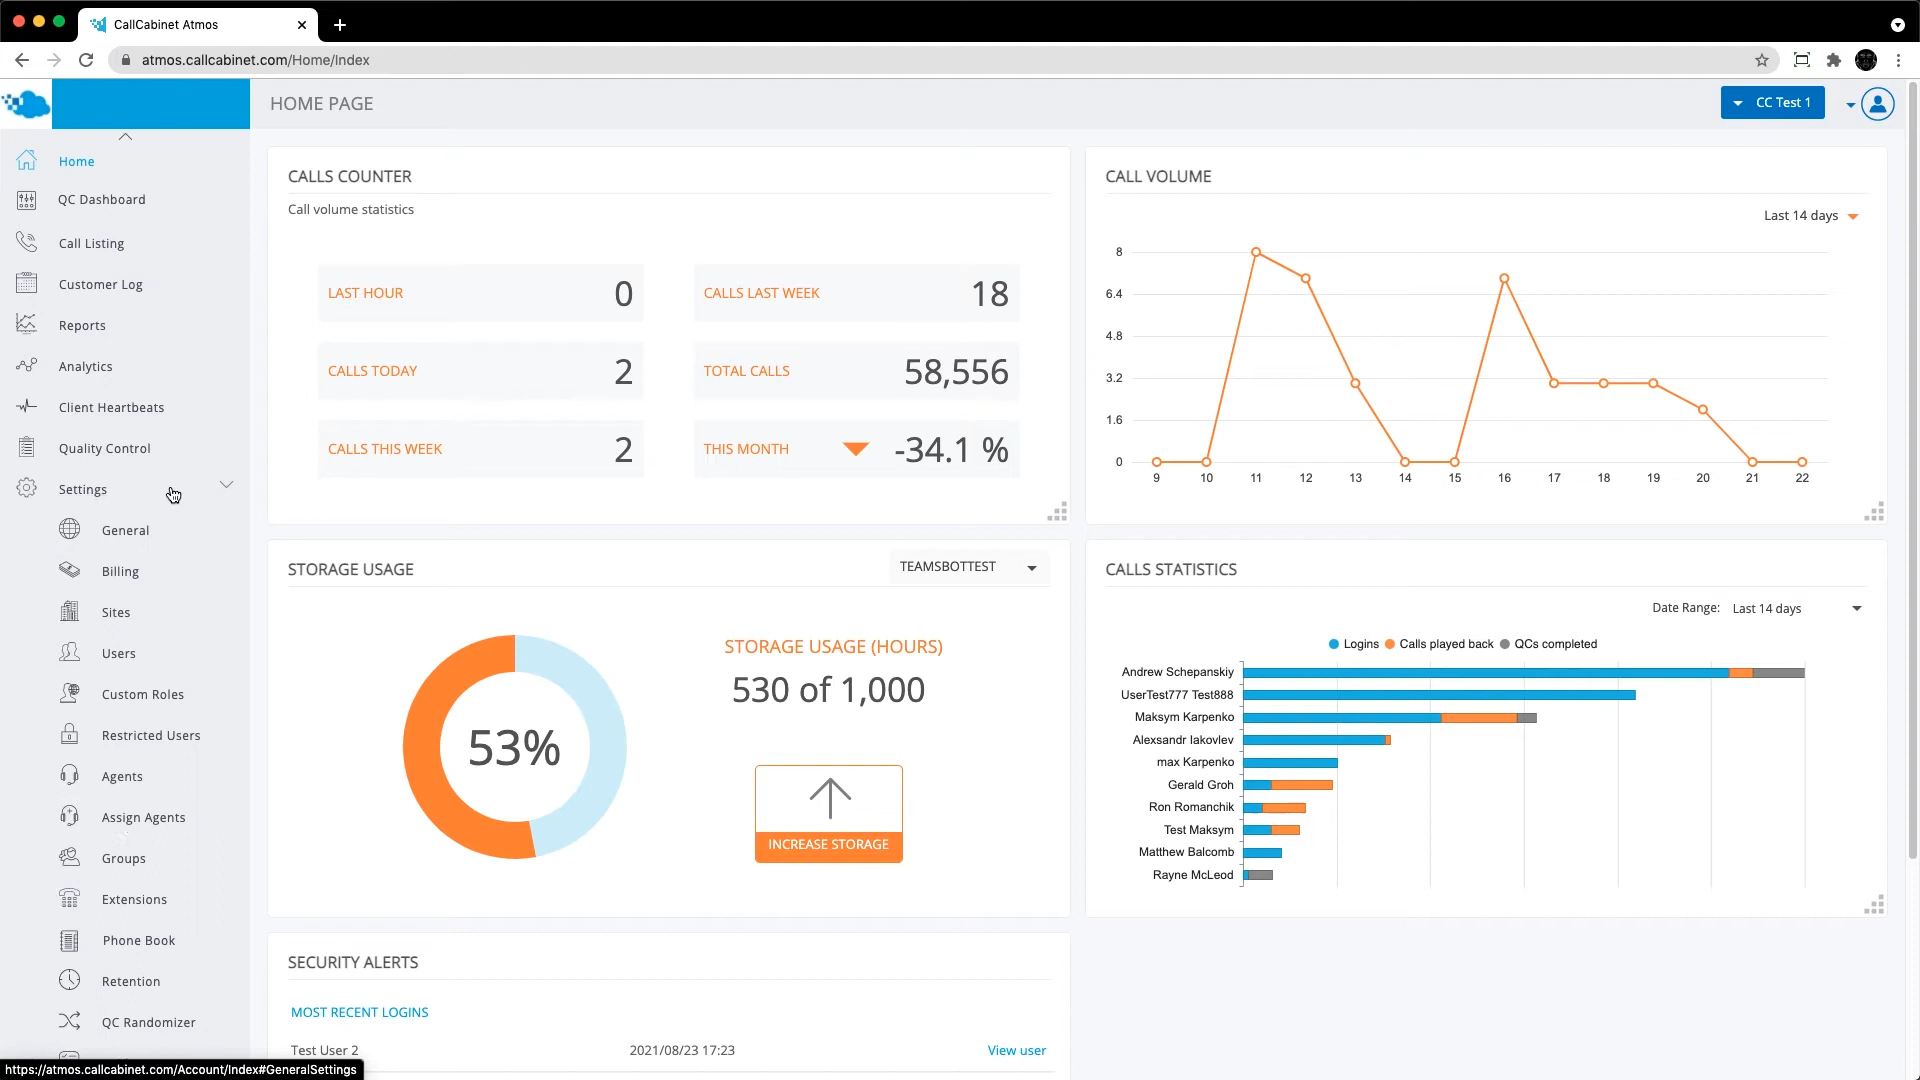 CallCabinet Atmos
atmos.callcabinet.com/Home/Index
HOME PAGE
CC Test 1
Home
QC Dashboard
Call Listing
Customer Log
Reports
Analytics
Client Heartbeats
Quality Control
Settings
General
Billing
Sites
Users
Custom Roles
Restricted Users
Agents
Assign Agents
Groups
Extensions
Phone Book
Retention
QC Randomizer
https://atmos.callcabinet.com/Account/Index#GeneralSettings
CALLS COUNTER
Call volume statistics
LAST HOUR 0
CALLS LAST WEEK 18
CALLS TODAY 2
TOTAL CALLS 58,556
CALLS THIS WEEK 2
THIS MONTH -34.1 %
CALL VOLUME
Last 14 days
8
6.4
4.8
3.2
1.6
0
9 10 11 12 13 14 15 16 17 18 19 20 21 22
STORAGE USAGE
TEAMSBOTTEST
53%
STORAGE USAGE (HOURS)
530 of 1,000
INCREASE STORAGE
CALLS STATISTICS
Date Range: Last 14 days
Logins Calls played back QCs completed
Andrew Schepanskiy
UserTest777 Test888
Maksym Karpenko
Alexsandr Iakovlev
max Karpenko
Gerald Groh
Ron Romanchik
Test Maksym
Matthew Balcomb
Rayne McLeod
SECURITY ALERTS
MOST RECENT LOGINS
Test User 2 2021/08/23 17:23 View user